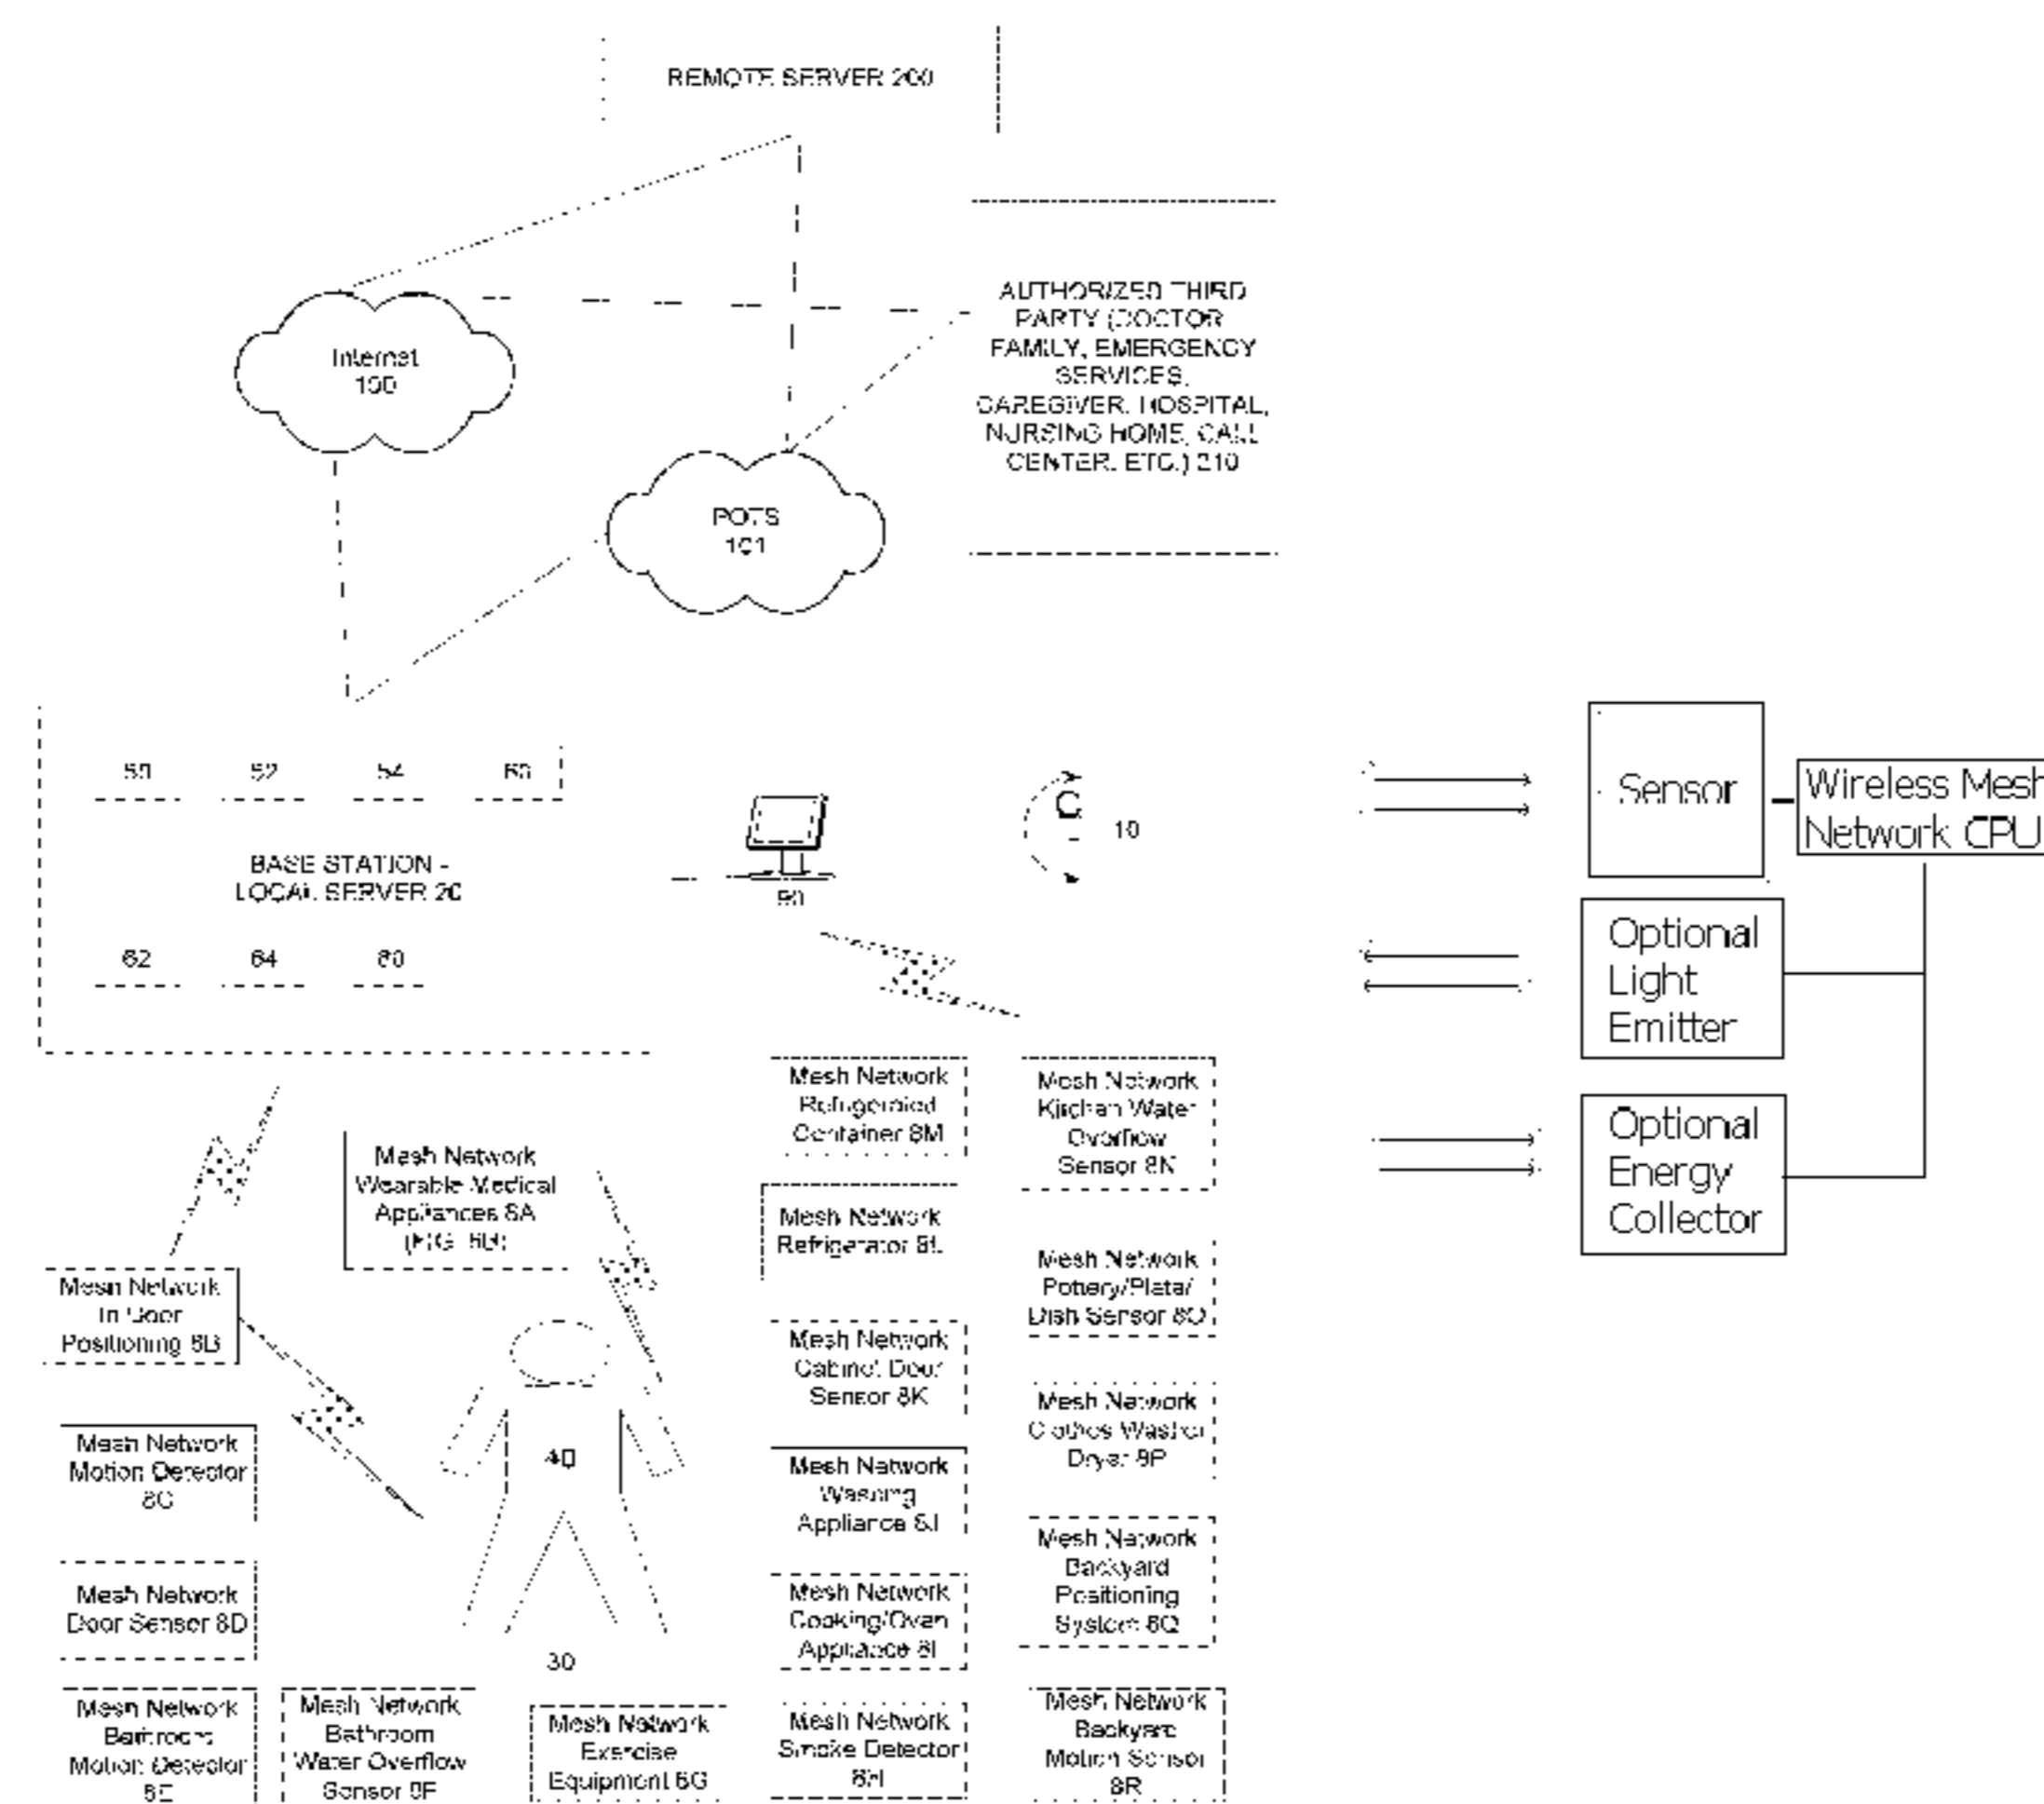 REMOTE SERVER 200
AUTHORIZED THIRD
PARTY (DOCTOR
FAMILY, EMERGENCY
SERVICES,
CAREGIVER, HOSPITAL,
NURSING HOME, CALL
CENTER, ETC.) 210
Internet
100
POTS
101
50
52
54
60
BASE STATION -
LOCAL SERVER 20
62
64
80
90
10
Sensor
Wireless Mesh
Network CPU
Optional
Light
Emitter
Optional
Energy
Collector
Mesh Network
Wearable Medical
Appliances 8A
Mesh Network
In Door
Positioning 8B
Mesh Network
Motion Detector
8C
Mesh Network
Door Sensor 8D
Mesh Network
Bathroom
Motion Detector
8E
Mesh Network
Bathroom
Water Overflow
Sensor 8F
40
30
Mesh Network
Exercise
Equipment 8G
Mesh Network
Refrigerated
Container 8M
Mesh Network
Refrigerator 8L
Mesh Network
Cabinet Door
Sensor 8K
Mesh Network
Washing
Appliance 8J
Mesh Network
Cooking/Oven
Appliance 8I
Mesh Network
Smoke Detector
8H
Mesh Network
Kitchen Water
Overflow
Sensor 8N
Mesh Network
Pottery/Plate/
Dish Sensor 8O
Mesh Network
Clothes Washer
Dryer 8P
Mesh Network
Backyard
Positioning
System 8Q
Mesh Network
Backyard
Motion Sensor
8R